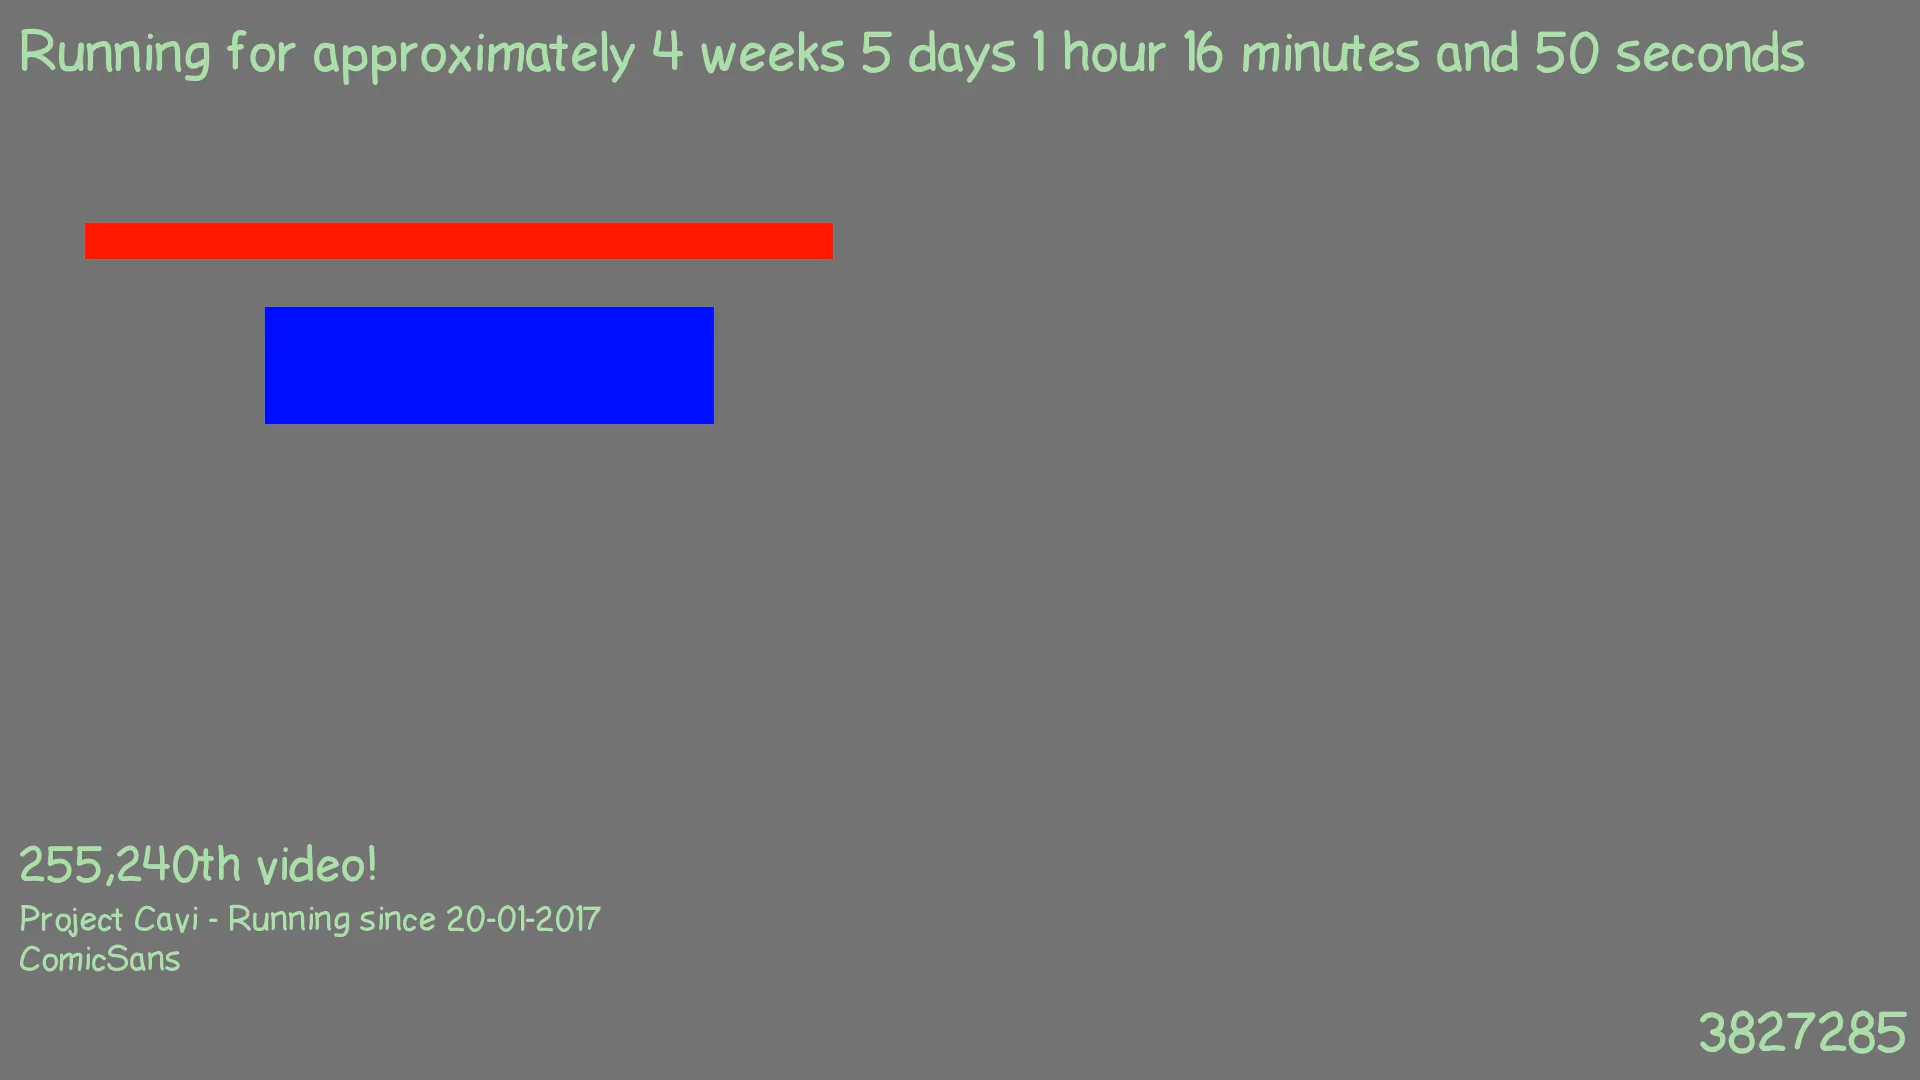 Running for approximately 4 weeks 5 days 1 hour 16 minutes and 50 seconds
255,240th video!
Project Cavi - Running since 20-01-2017
ComicSans
3827285